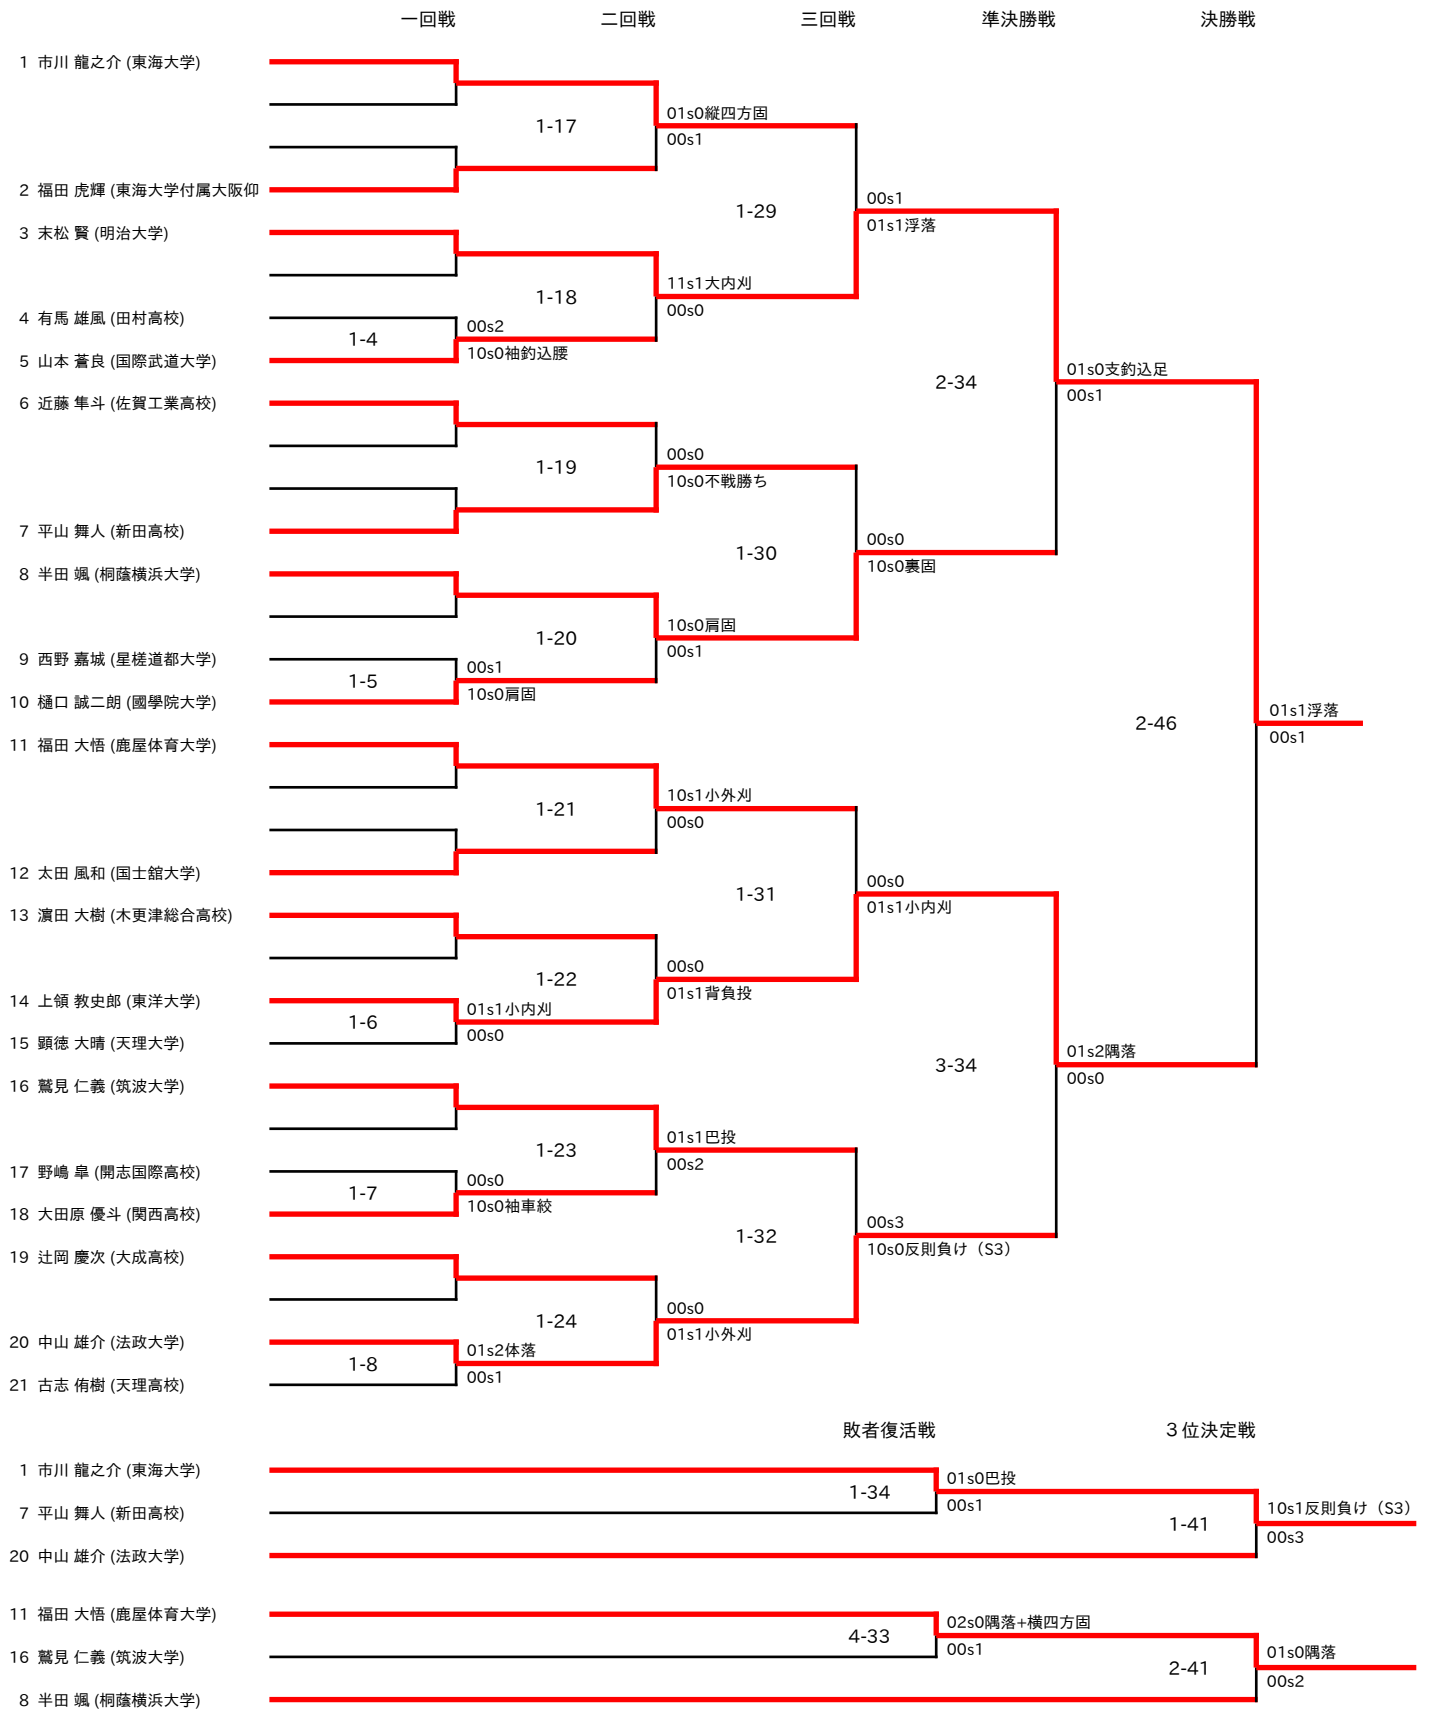 一回戦 二回戦 三回戦 準決勝戦 決勝戦
1 市川 龍之介 (東海大学)
01s0縦四方固
1-17
00s1
2 福田 虎輝 (東海大学付属大阪仰
00s1
1-29
01s1浮落
3 末松 賢 (明治大学)
11s1大内刈
1-18
00s0
4 有馬 雄風 (田村高校)
00s2
1-4
10s0袖釣込腰
5 山本 蒼良 (国際武道大学)
01s0支釣込足
2-34
00s1
6 近藤 隼斗 (佐賀工業高校)
00s0
1-19
10s0不戦勝ち
7 平山 舞人 (新田高校)
00s0
1-30
10s0裏固
8 半田 颯 (桐蔭横浜大学)
10s0肩固
1-20
00s1
9 西野 嘉城 (星槎道都大学)
00s1
1-5
10s0肩固
10 樋口 誠二朗 (國學院大学)
01s1浮落
2-46
00s1
11 福田 大悟 (鹿屋体育大学)
10s1小外刈
1-21
00s0
12 太田 風和 (国士舘大学)
00s0
1-31
01s1小内刈
13 濵田 大樹 (木更津総合高校)
00s0
1-22
01s1背負投
14 上領 教史郎 (東洋大学)
01s1小内刈
1-6
00s0
15 顕徳 大晴 (天理大学)
01s2隅落
3-34
00s0
16 鷲見 仁義 (筑波大学)
01s1巴投
1-23
00s2
17 野嶋 皐 (開志国際高校)
00s0
1-7
10s0袖車絞
18 大田原 優斗 (関西高校)
00s3
1-32
10s0反則負け（S3）
19 辻岡 慶次 (大成高校)
00s0
1-24
01s1小外刈
20 中山 雄介 (法政大学)
01s2体落
1-8
00s1
21 古志 侑樹 (天理高校)
敗者復活戦 ３位決定戦
1 市川 龍之介 (東海大学)
01s0巴投
1-34
00s1
7 平山 舞人 (新田高校)
10s1反則負け（S3）
1-41
00s3
20 中山 雄介 (法政大学)
11 福田 大悟 (鹿屋体育大学)
02s0隅落+横四方固
4-33
00s1
16 鷲見 仁義 (筑波大学)
01s0隅落
2-41
00s2
8 半田 颯 (桐蔭横浜大学)